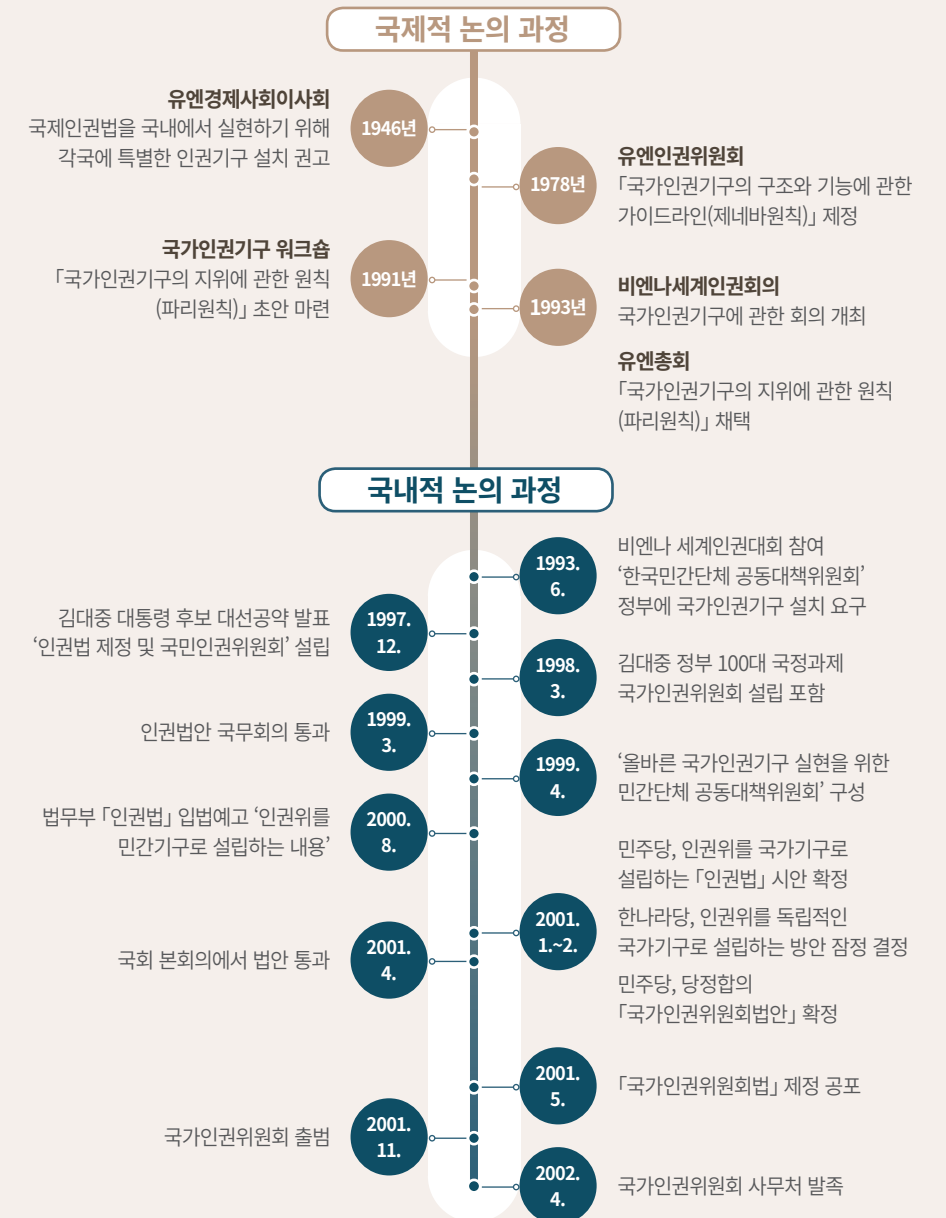 국제적 논의 과정
1946년
유엔경제사회이사회
국제인권법을 국내에서 실현하기 위해
각국에 특별한 인권기구 설치 권고
1978년
유엔인권위원회
「국가인권기구의 구조와 기능에 관한
가이드라인(제네바원칙)」 제정
1991년
국가인권기구 워크숍
「국가인권기구의 지위에 관한 원칙
(파리원칙)」 초안 마련
1993년
비엔나세계인권회의
국가인권기구에 관한 회의 개최
유엔총회
「국가인권기구의 지위에 관한 원칙
(파리원칙)」 채택
국내적 논의 과정
1993.
6.
비엔나 세계인권대회 참여
‘한국민간단체 공동대책위원회’
정부에 국가인권기구 설치 요구
1997.
12.
김대중 대통령 후보 대선공약 발표
‘인권법 제정 및 국민인권위원회’ 설립
1998.
3.
김대중 정부 100대 국정과제
국가인권위원회 설립 포함
1999.
3.
인권법안 국무회의 통과
1999.
4.
‘올바른 국가인권기구 실현을 위한
민간단체 공동대책위원회’ 구성
2000.
8.
법무부 「인권법」 입법예고 ‘인권위를
민간기구로 설립하는 내용’
2001.
1.~2.
민주당, 인권위를 국가기구로
설립하는 「인권법」 시안 확정
한나라당, 인권위를 독립적인
국가기구로 설립하는 방안 잠정 결정
민주당, 당정합의
「국가인권위원회법안」 확정
2001.
4.
국회 본회의에서 법안 통과
2001.
5.
「국가인권위원회법」 제정 공포
2001.
11.
국가인권위원회 출범
2002.
4.
국가인권위원회 사무처 발족